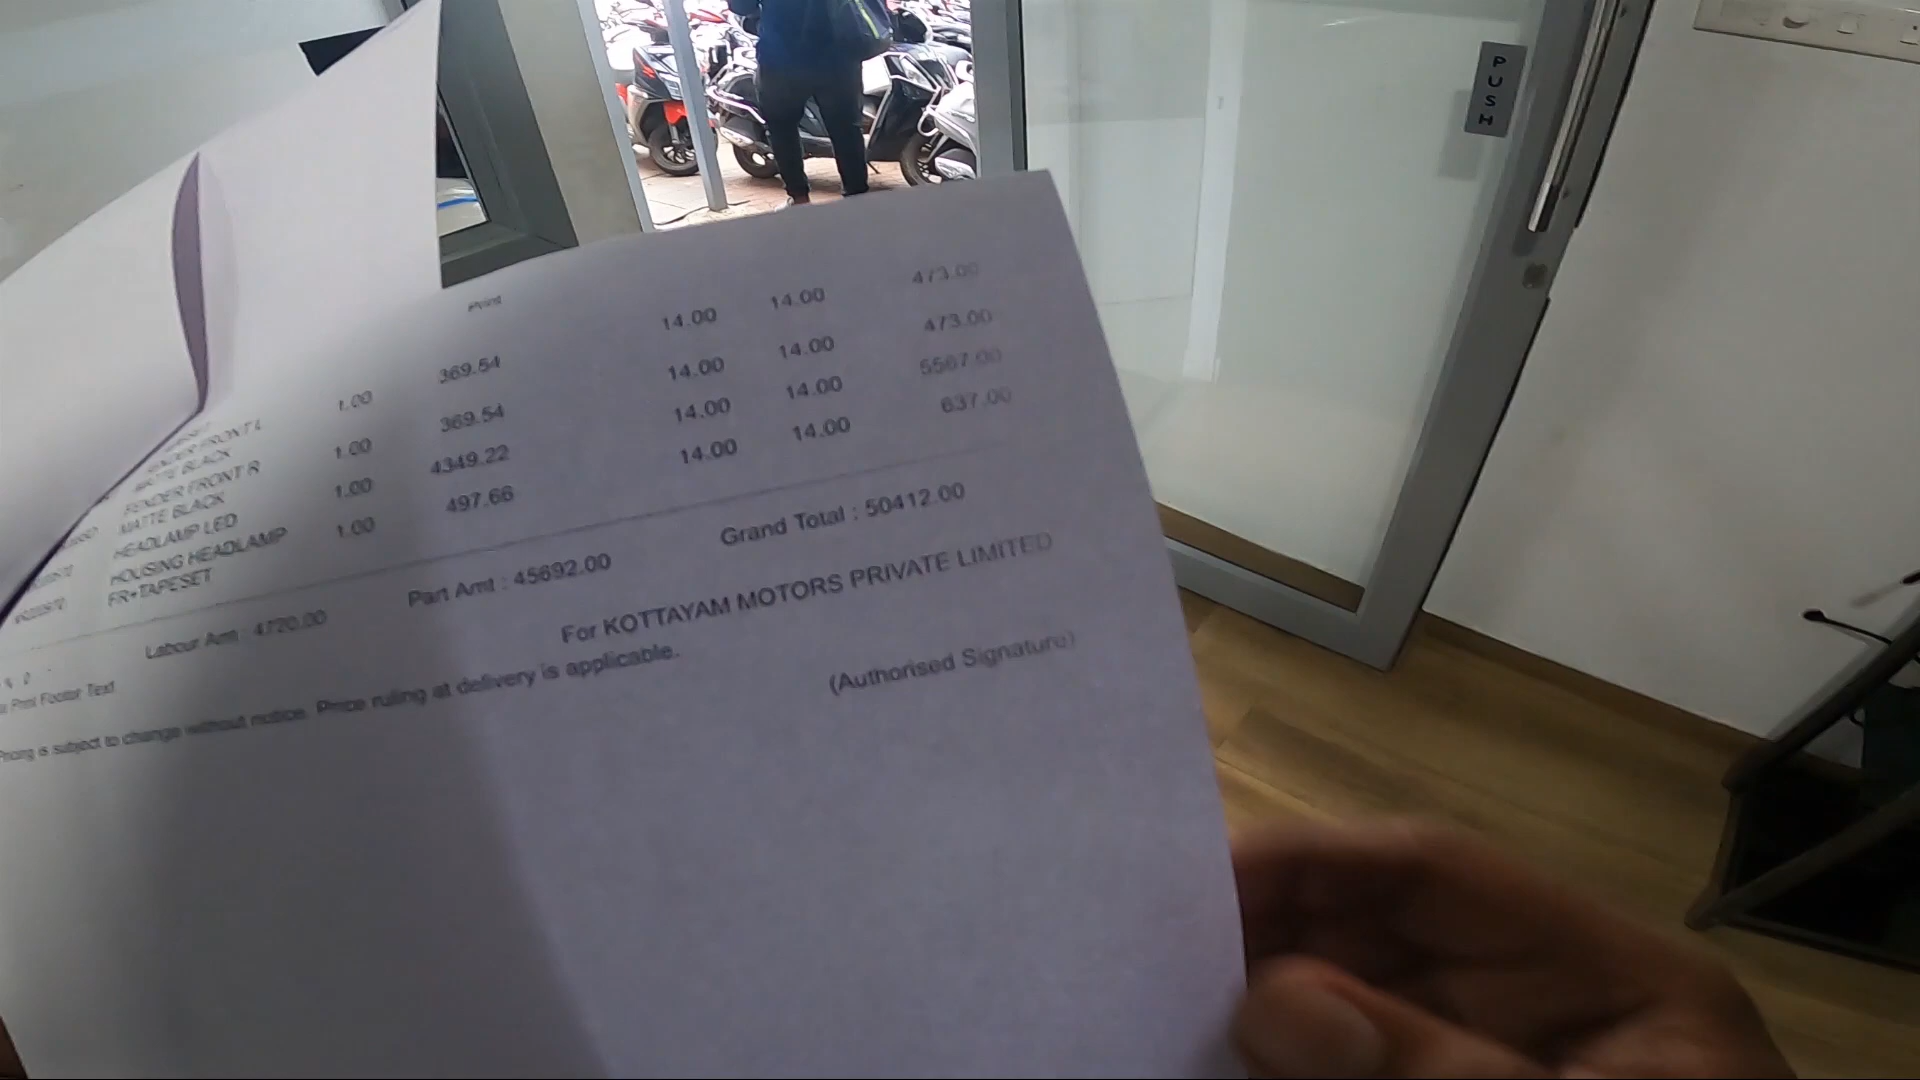 PUSH
Print
14.00 14.00 473.00
1.00 369.54 14.00 14.00 473.00
FENDER FRONT L
MATTE BLACK 1.00 369.54 14.00 14.00 5567.00
FENDER FRONT R
MATTE BLACK 1.00 4349.22 14.00 14.00 637.00
HEADLAMP LED
HOUSING HEADLAMP 1.00 497.66
FR+TAPESET
Labour Amt : 4720.00 Part Amt : 45692.00 Grand Total : 50412.00
For KOTTAYAM MOTORS PRIVATE LIMITED
Print Footer Text
Pricing is subject to change without notice. Price ruling at delivery is applicable.
(Authorised Signature)